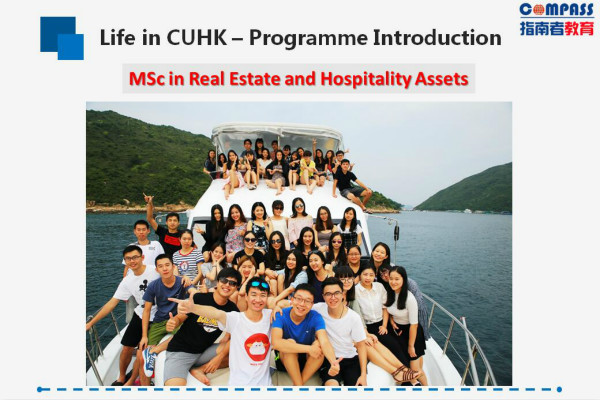 COMPASS
指南者教育
Life in CUHK – Programme Introduction
MSc in Real Estate and Hospitality Assets